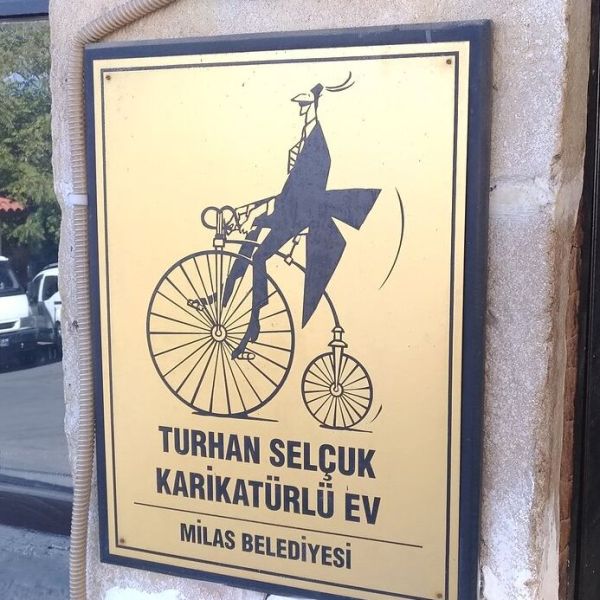 TURHAN SELÇUK
KARİKATÜRLÜ EV
MİLAS BELEDİYESİ